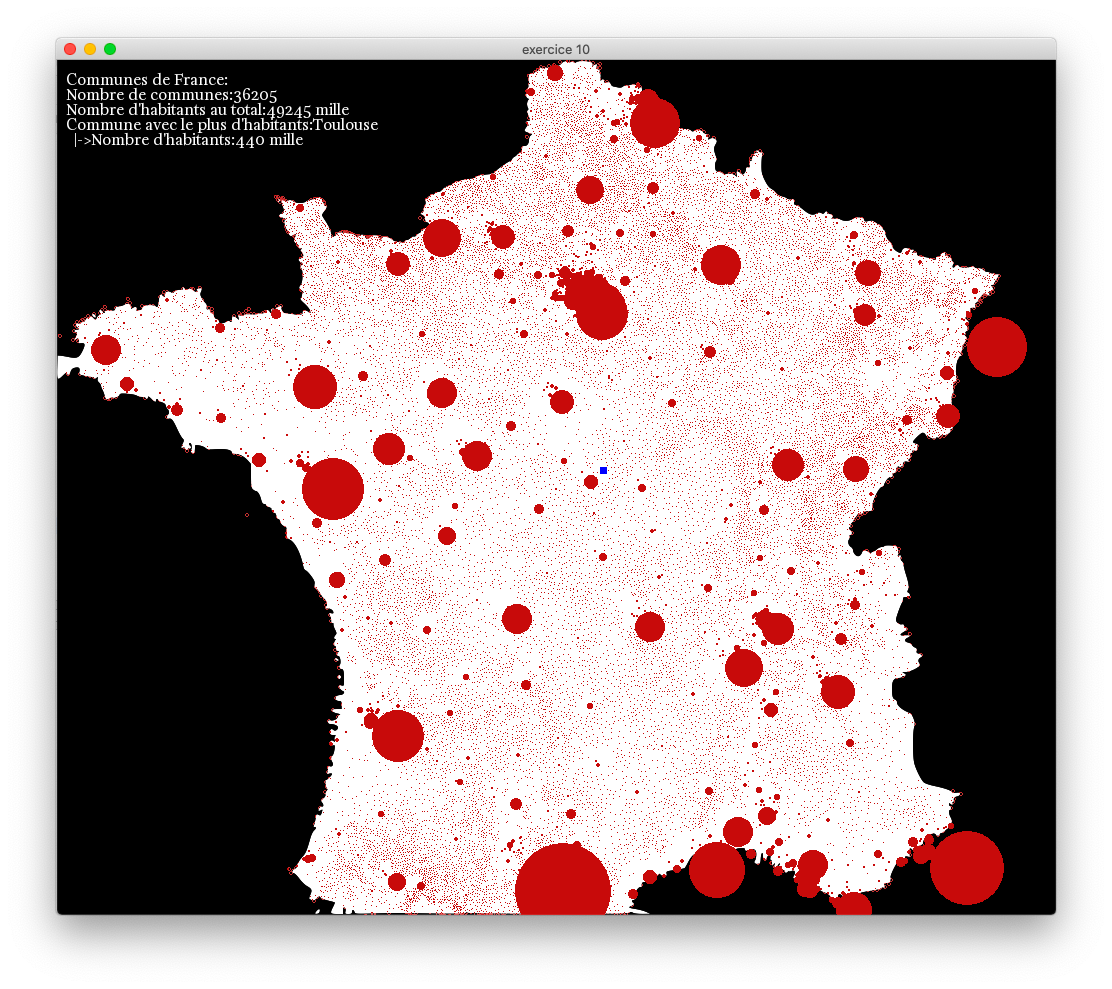 exercice 10
Communes de France:
Nombre de communes:36205
Nombre d'habitants au total:49245 mille
Commune avec le plus d'habitants:Toulouse
|->Nombre d'habitants:440 mille